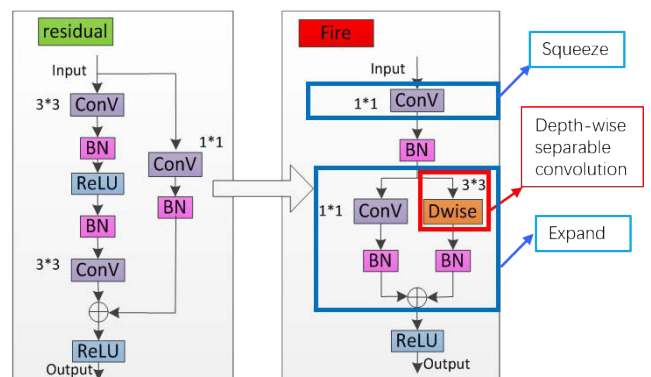 residual
Input
3*3
ConV
BN
ReLU
BN
3*3
ConV
1*1
ConV
BN
ReLU
Output
Fire
Input
1*1
ConV
BN
1*1
ConV
BN
3*3
Dwise
BN
ReLU
Output
Squeeze
Depth-wise
separable
convolution
Expand